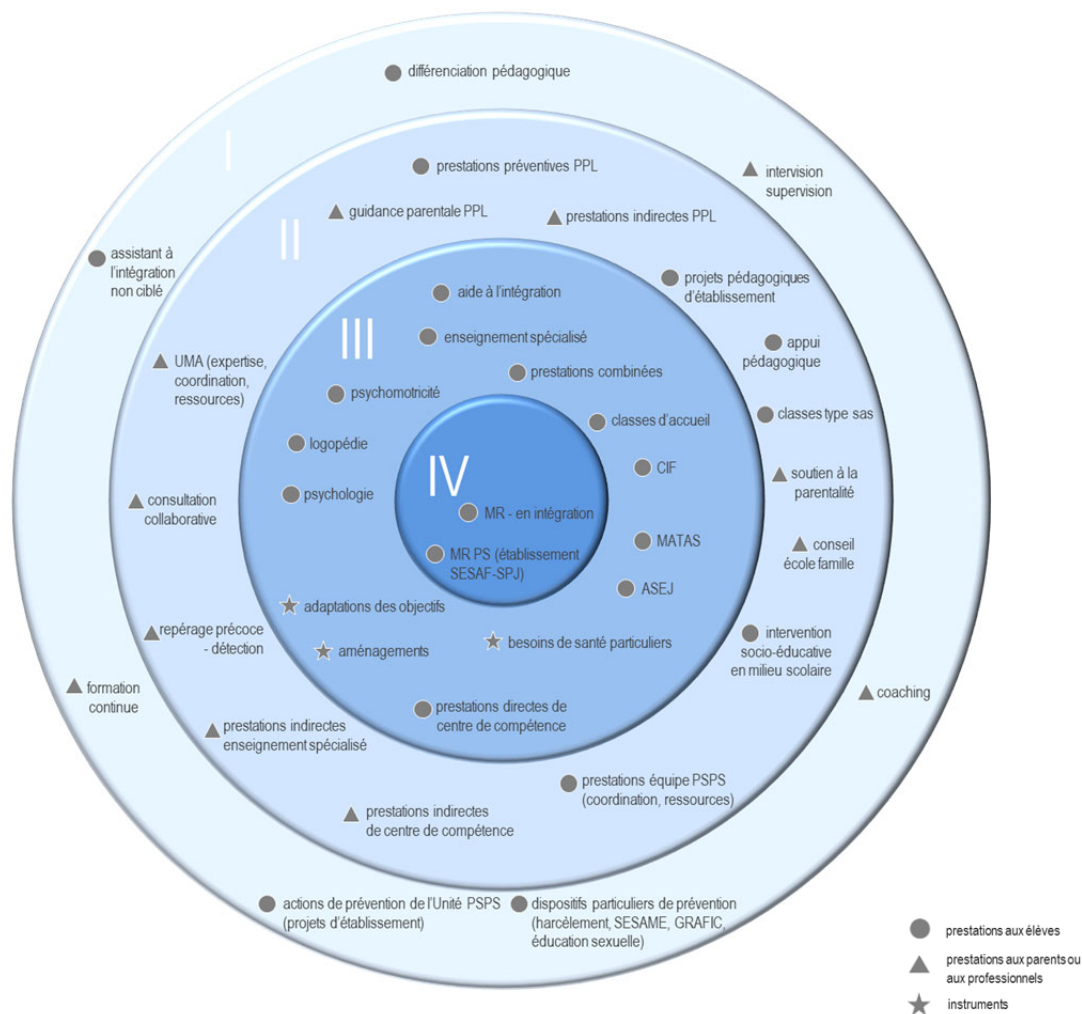 différenciation pédagogique
I
prestations préventives PPL
intervision
supervision
guidance parentale PPL
prestations indirectes PPL
II
assistant à
l'intégration
non ciblé
projets pédagogiques
d'établissement
aide à l'intégration
III
enseignement spécialisé
appui
pédagogique
UMA (expertise,
coordination,
ressources)
prestations combinées
psychomotricité
classes d'accueil
classes type sas
logopédie
IV
CIF
soutien à la
parentalité
psychologie
consultation
collaborative
MR - en intégration
MATAS
conseil
école famille
MR PS (établissement
SESAF-SPJ)
ASEJ
adaptations des objectifs
repérage précoce
- détection
aménagements
besoins de santé particuliers
intervention
socio-éducative
en milieu scolaire
formation
continue
coaching
prestations directes de
centre de compétence
prestations indirectes
enseignement spécialisé
prestations équipe PSPS
(coordination, ressources)
prestations indirectes
de centre de compétence
actions de prévention de l'Unité PSPS
(projets d'établissement)
dispositifs particuliers de prévention
(harcèlement, SESAME, GRAFIC,
éducation sexuelle)
prestations aux élèves
prestations aux parents ou
aux professionnels
instruments